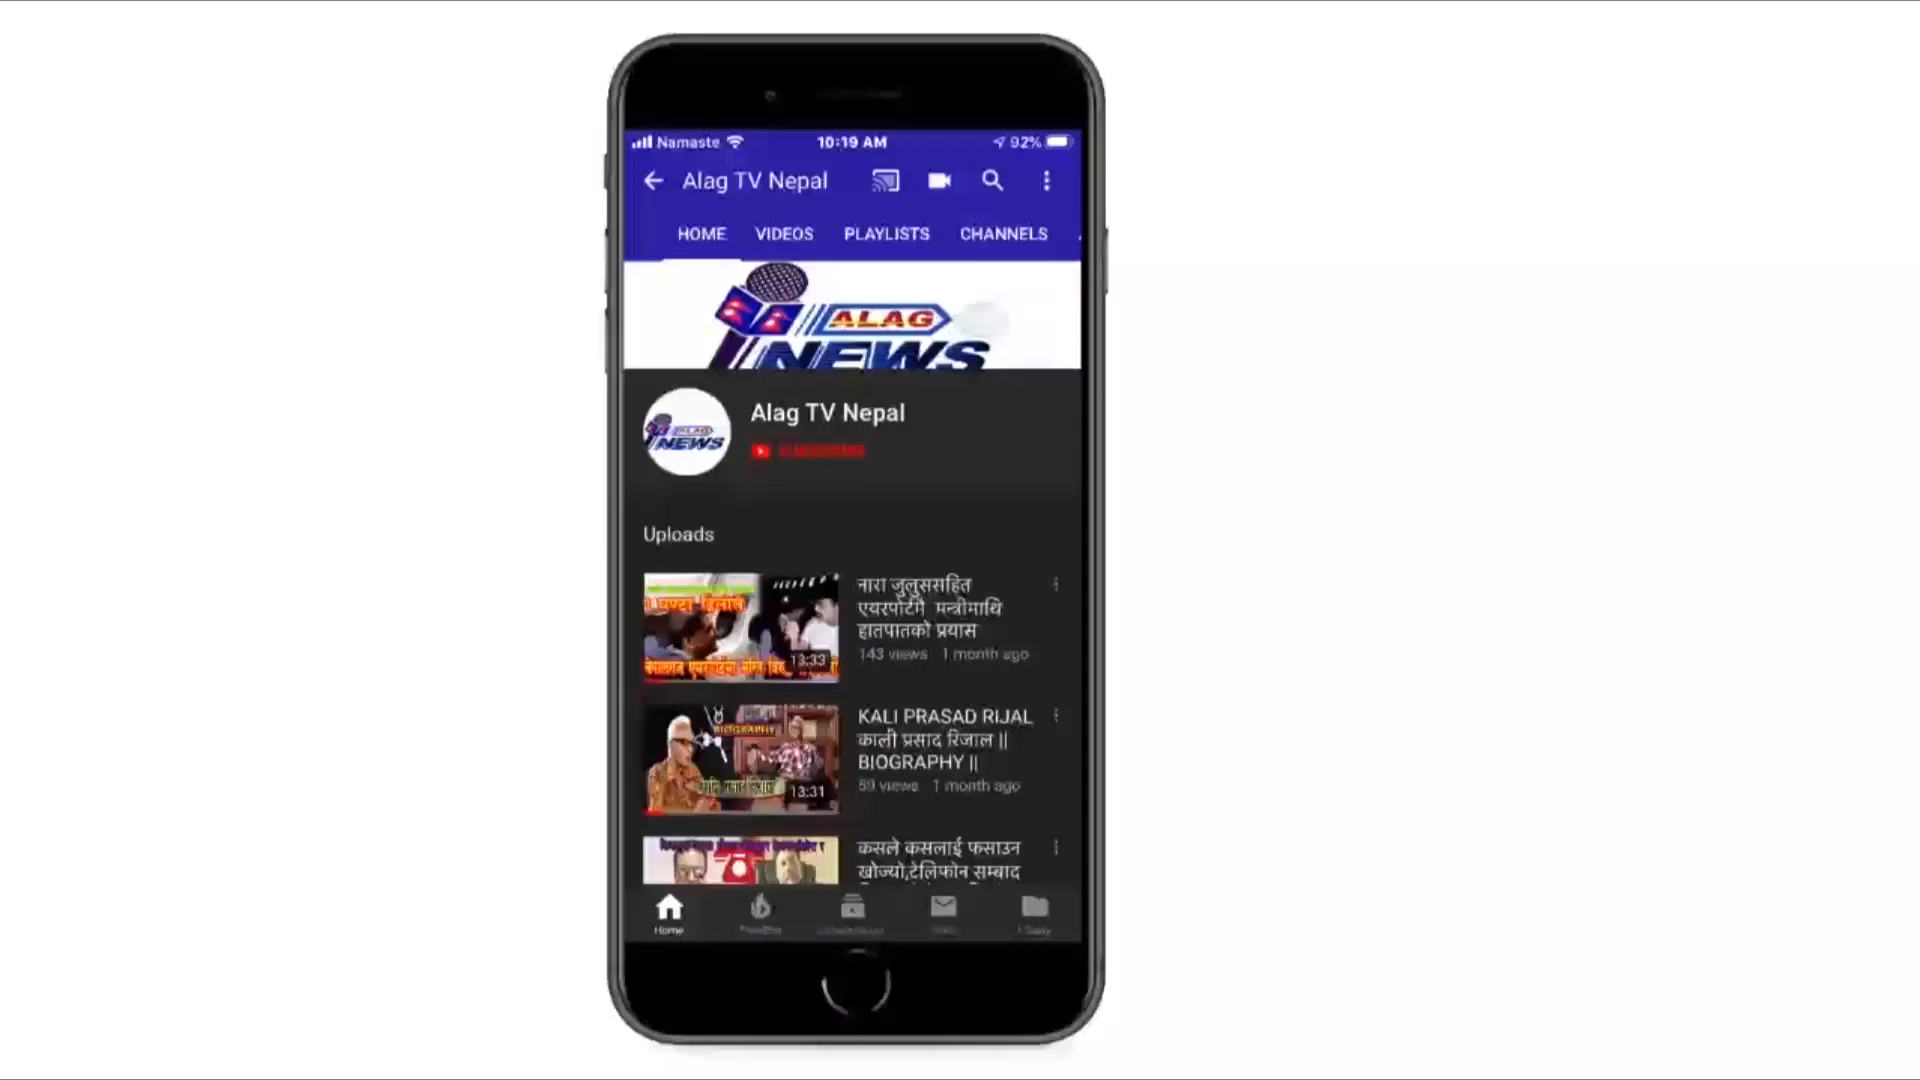 Namaste
10:19 AM
92%
Alag TV Nepal
HOME VIDEOS PLAYLISTS CHANNELS
ALAG
NEWS
ALAG
NEWS
Alag TV Nepal
Uploads
नारा जुलुससहित
एयरपोर्टमै मन्त्रीमाथि
हातपातको प्रयास
143 views 1 month ago
13:33
KALI PRASAD RIJAL
काली प्रसाद रिजाल ||
BIOGRAPHY ||
59 views 1 month ago
BIOGRAPHY
13:31
कसले कसलाई फसाउन
खोज्यो,टेलिफोन सम्बाद
Home